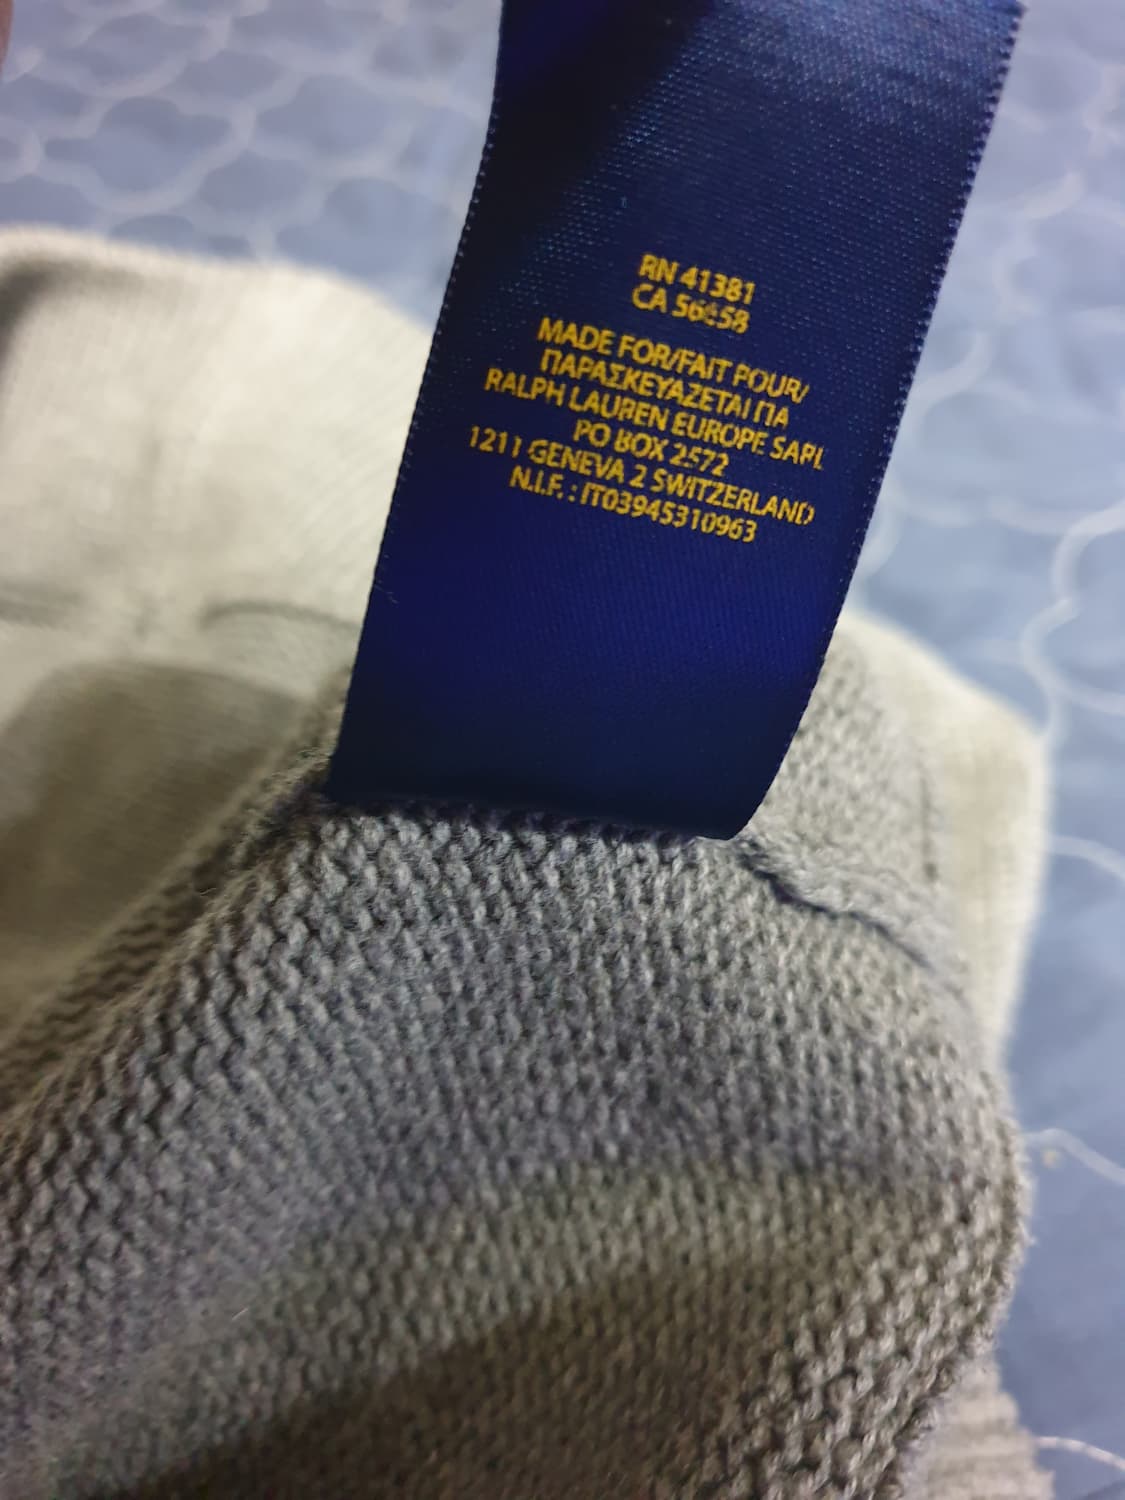 RN 41381
CA 56658
MADE FOR/FAIT POUR/
ΠΑΡΑΣΚΕΥΑΖΕΤΑΙ ΓΙΑ
RALPH LAUREN EUROPE SARL
PO BOX 2572
1211 GENEVA 2 SWITZERLAND
N.I.F. : IT03945310963